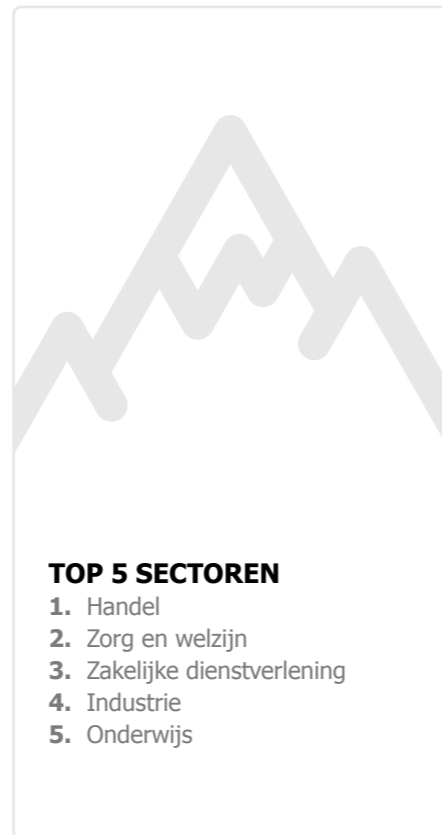 TOP 5 SECTOREN
1. Handel
2. Zorg en welzijn
3. Zakelijke dienstverlening
4. Industrie
5. Onderwijs